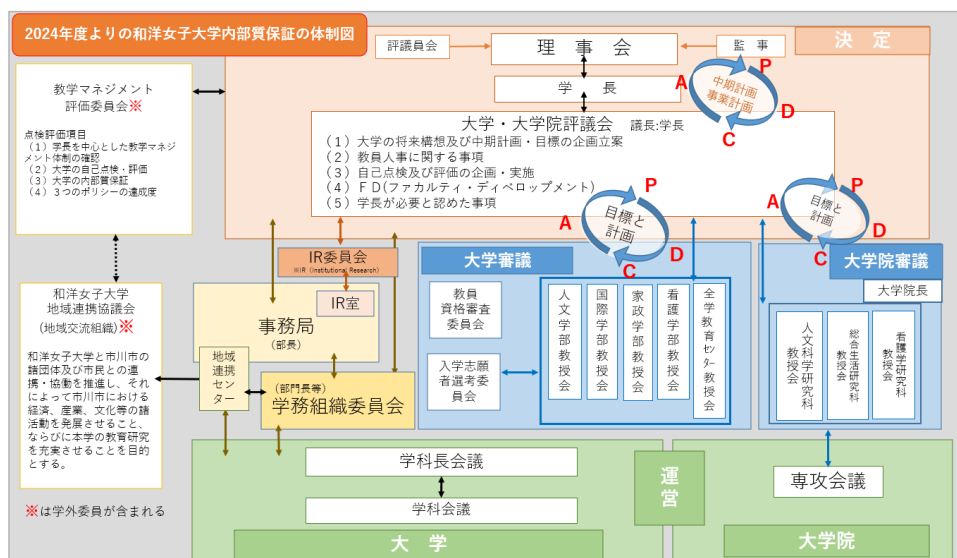 2024年度よりの和洋女子大学内部質保証の体制図
決 定
評議員会
理 事 会
監 事
学 長
A
P
D
C
中期計画
事業計画
教学マネジメント
評価委員会※
点検評価項目
（１）学長を中心とした教学マネジ
メント体制の確認
（２）大学の自己点検・評価
（３）大学の内部質保証
（４）３つのポリシーの達成度
大学・大学院評議会 議長:学長
（１）大学の将来構想及び中期計画・目標の企画立案
（２）教員人事に関する事項
（３）自己点検及び評価の企画・実施
（４）ＦＤ(ファカルティ・ディベロップメント)
（５）学長が必要と認めた事項
A
P
D
C
目標と
計画
A
P
D
C
目標と
計画
IR委員会
※IR（Institutional Research）
IR室
大学審議
大学院審議
大学院長
和洋女子大学
地域連携協議会
(地域交流組織)※
和洋女子大学と市川市の
諸団体及び市民との連
携・協働を推進し、それ
によって市川市における
経済、産業、文化等の諸
活動を発展させること、
ならびに本学の教育研究
を充実させることを目的
とする。
事務局
(部長)
地域
連携
セン
ター
(部門長等)
学務組織委員会
教員
資格審査
委員会
入学志願
者選考委
員会
人文学部教授会
国際学部教授会
家政学部教授会
看護学部教授会
全学教育センター教授会
人文科学研究科
教授会
総合生活研究科
教授会
看護学研究科
教授会
学科長会議
学科会議
運
営
専攻会議
※は学外委員が含まれる
大 学
大学院